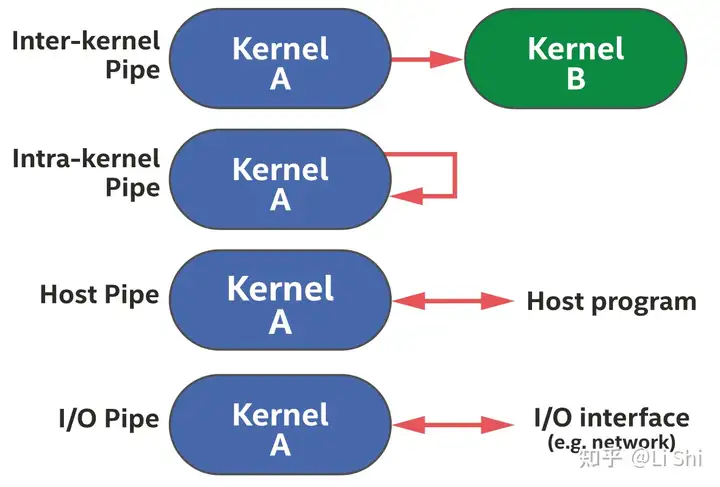 Inter-kernel
Pipe
Kernel
A
Kernel
B
Intra-kernel
Pipe
Kernel
A
Host Pipe
Kernel
A
Host program
I/O Pipe
Kernel
A
I/O interface
(e.g. network)
知乎 @Li Shi